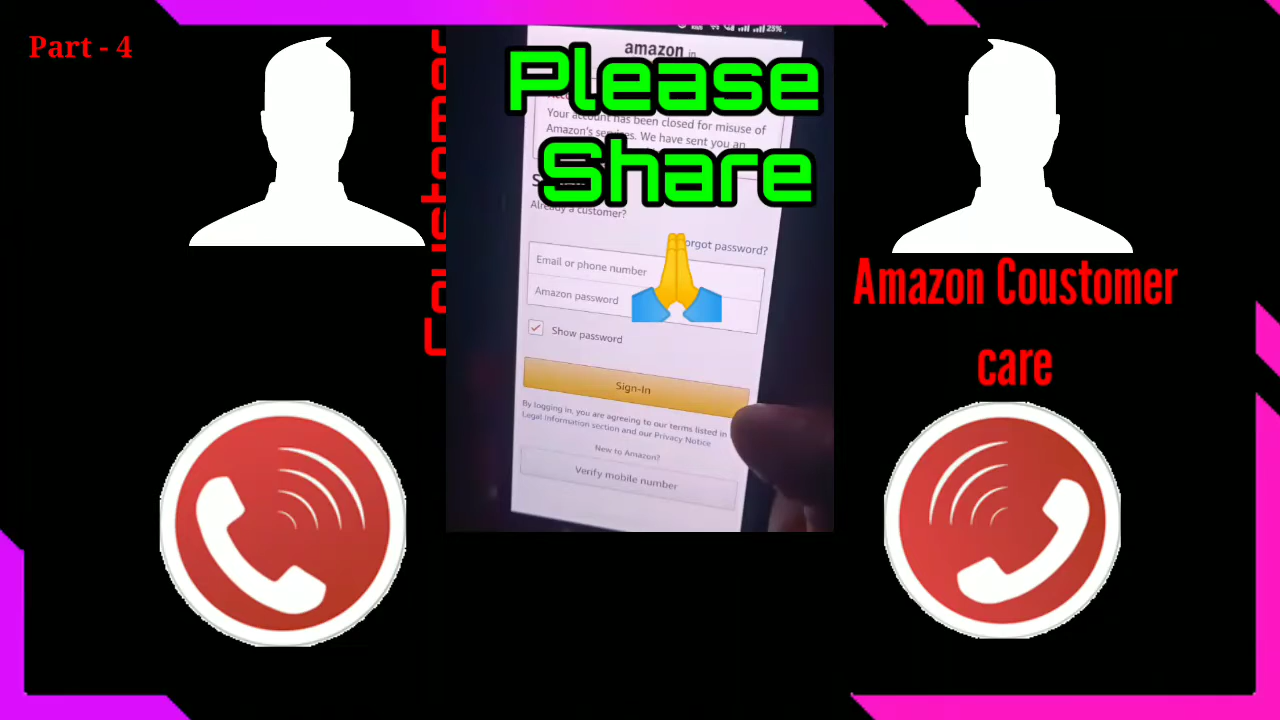 Part - 4
25%
amazon.in
Please
Your account has been closed for misuse of
Amazon's services. We have sent you an
Share
Already a customer?
Forgot password?
Email or phone number
Amazon password
Show password
Sign-In
By logging in, you are agreeing to our terms listed in
Legal information section and our Privacy Notice
New to Amazon?
Verify mobile number
Coustomer
Amazon Coustomer
care